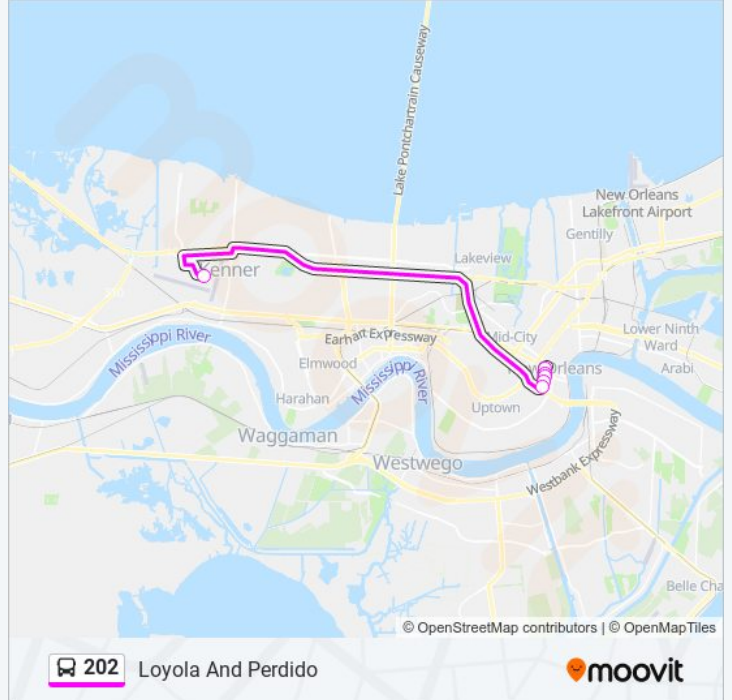 Lake Pontchartrain Causeway
New Orleans
Lakefront Airport
Gentilly
Lakeview
enner
Mississippi River
Earhart Expressway
Mid-City
Lower Ninth
Ward
Elmwood
Mississippi River
Orleans
Arabi
Harahan
Uptown
Waggaman
Westwego
Westbank Expressway
Belle Cha
© OpenStreetMap contributors | © OpenMapTiles
202 Loyola And Perdido
moovit